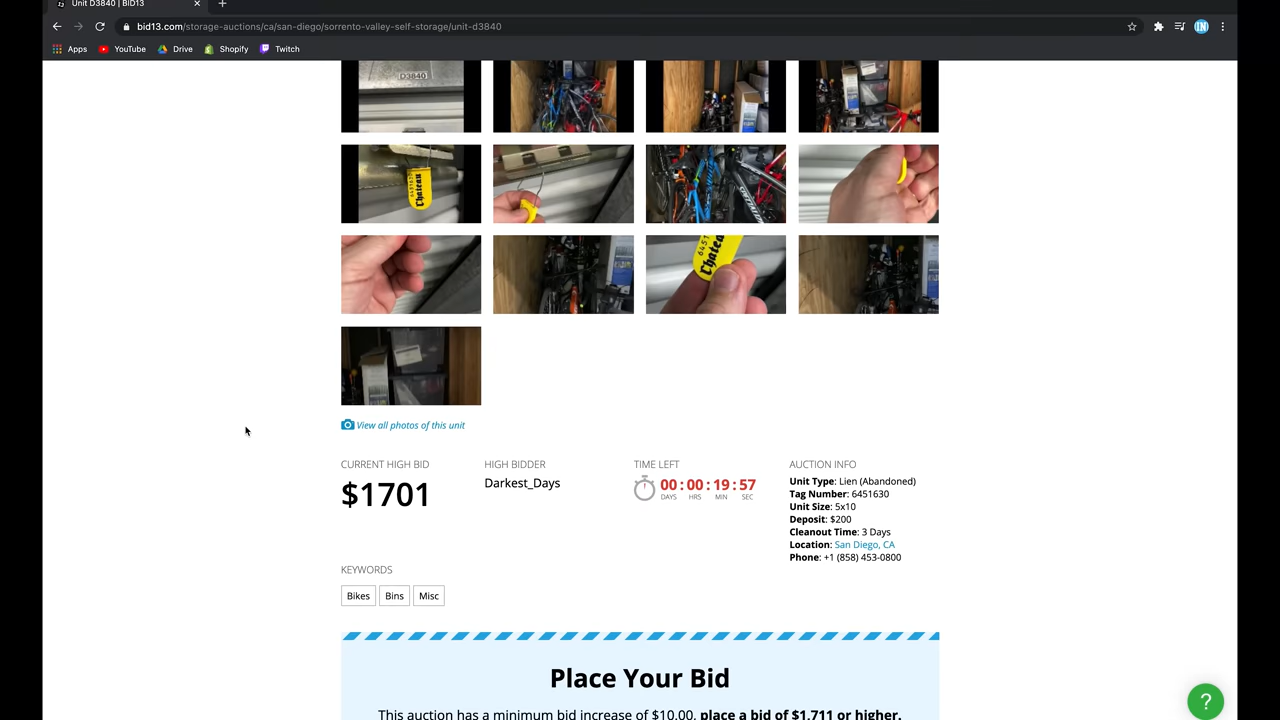 Unit D3840 | BID13
bid13.com/storage-auctions/ca/san-diego/sorrento-valley-self-storage/unit-d3840
Apps YouTube Drive Shopify Twitch
D3840
Chateau
Chateau
View all photos of this unit
CURRENT HIGH BID
$1701
HIGH BIDDER
Darkest_Days
TIME LEFT
00 : 00 : 19 : 57
DAYS HRS MIN SEC
AUCTION INFO
Unit Type: Lien (Abandoned)
Tag Number: 6451630
Unit Size: 5x10
Deposit: $200
Cleanout Time: 3 Days
Location: San Diego, CA
Phone: +1 (858) 453-0800
KEYWORDS
Bikes Bins Misc
Place Your Bid
This auction has a minimum bid increase of $10.00, place a bid of $1,711 or higher.
?